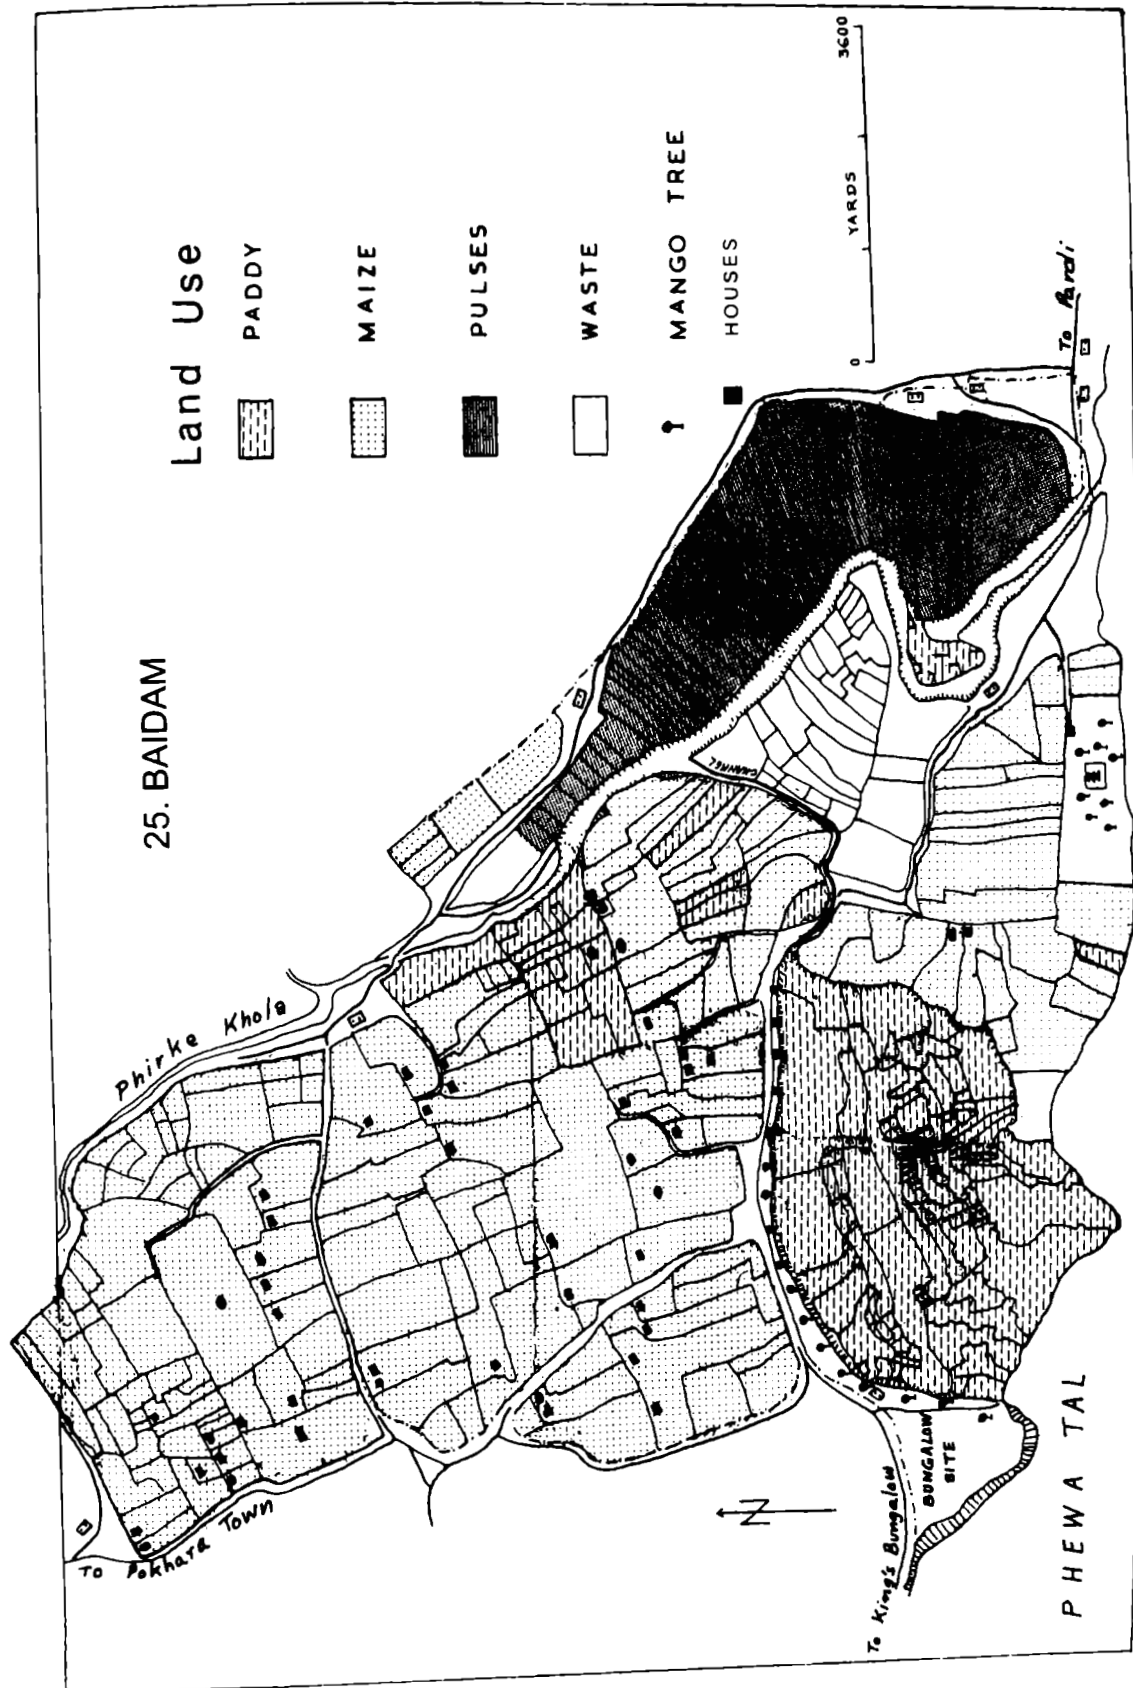 25. BAIDAM
Land Use
PADDY
MAIZE
PULSES
WASTE
MANGO TREE
HOUSES
0 YARDS 3600
Phirke Khola
To Pokhara Town
CHANNEL
To Pardi
N
To King's Bungalow
BUNGALOW
SITE
PHEWA TAL